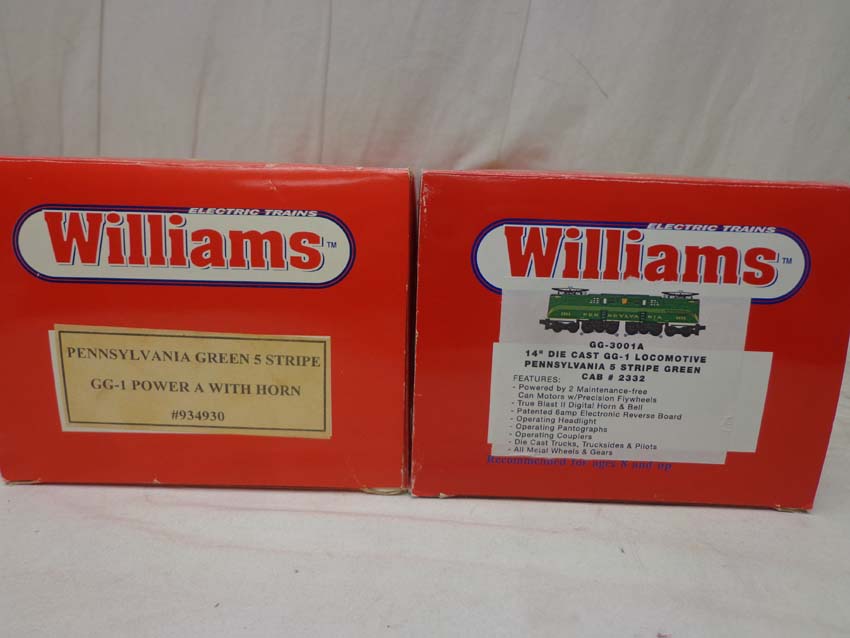 ELECTRIC TRAINS
Williams™
PENNSYLVANIA GREEN 5 STRIPE
GG-1 POWER A WITH HORN
#934930
ELECTRIC TRAINS
Williams™
PENNSYLVANIA
GG-3001A
14" DIE CAST GG-1 LOCOMOTIVE
PENNSYLVANIA 5 STRIPE GREEN
CAB # 2332
FEATURES:
- Powered by 2 Maintenance-free
Can Motors w/Precision Flywheels
- True Blast II Digital Horn & Bell
- Patented 6amp Electronic Reverse Board
- Operating Headlight
- Operating Pantographs
- Operating Couplers
- Die Cast Trucks, Trucksides & Pilots
- All Metal Wheels & Gears
Recommended for ages 8 and up